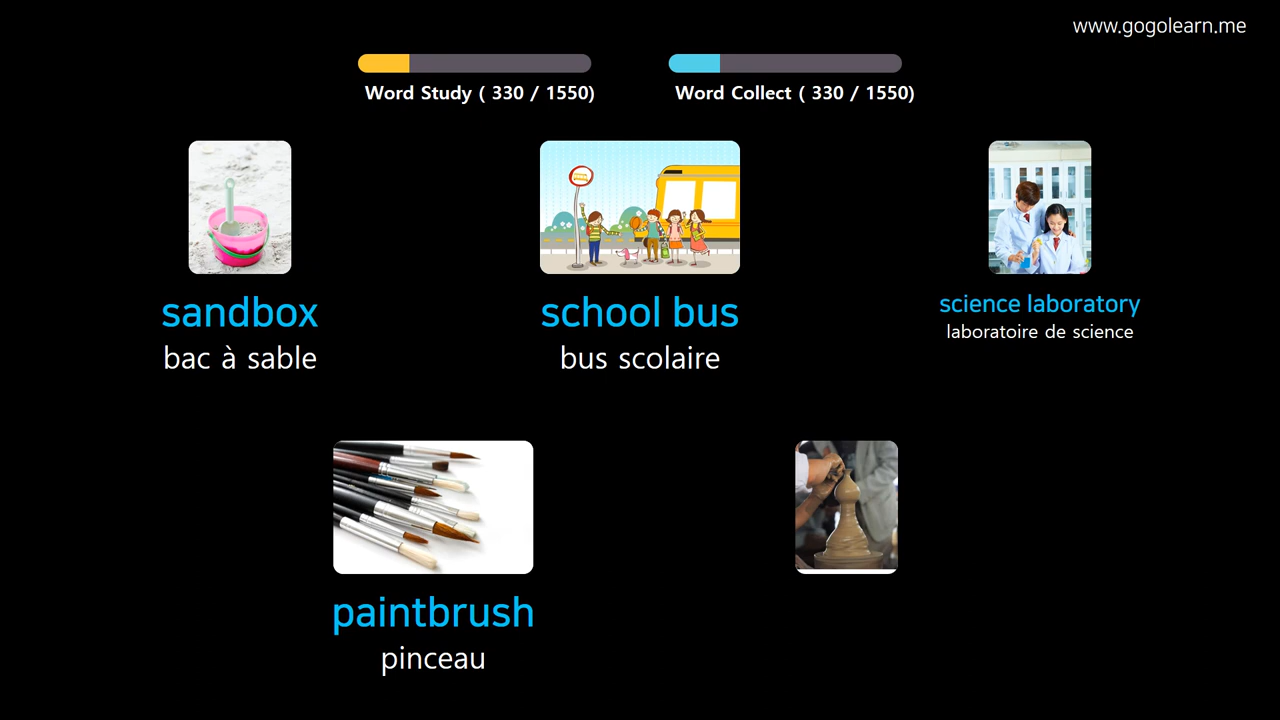 www.gogolearn.me
Word Study ( 330 / 1550)
Word Collect ( 330 / 1550)
sandbox
bac à sable
school bus
bus scolaire
science laboratory
laboratoire de science
paintbrush
pinceau